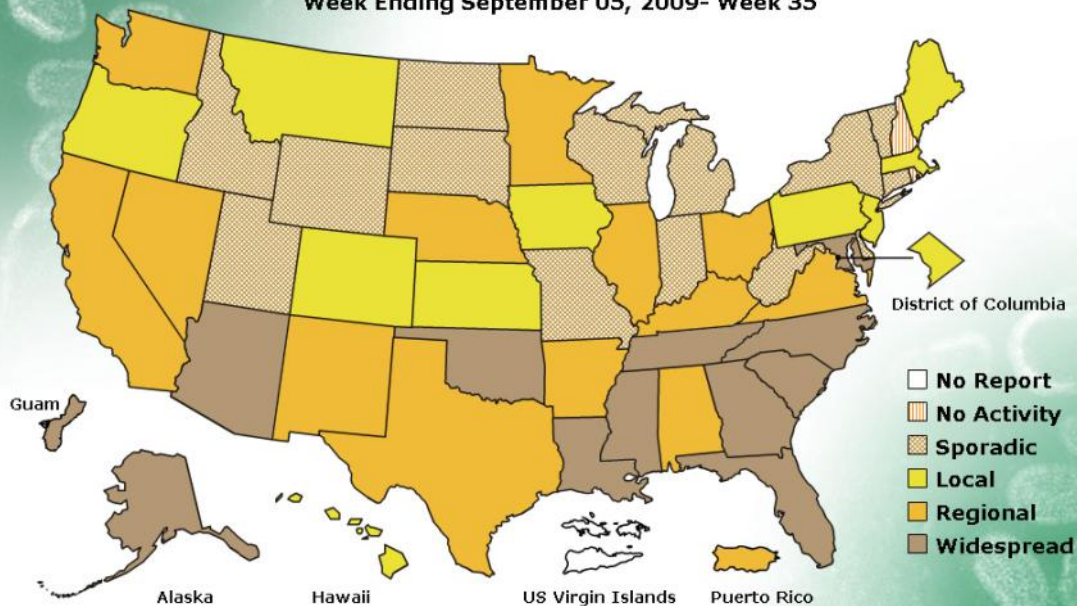 Week Ending September 05, 2009- Week 35
District of Columbia
No Report
No Activity
Sporadic
Local
Regional
Widespread
Guam
Alaska
Hawaii
US Virgin Islands
Puerto Rico